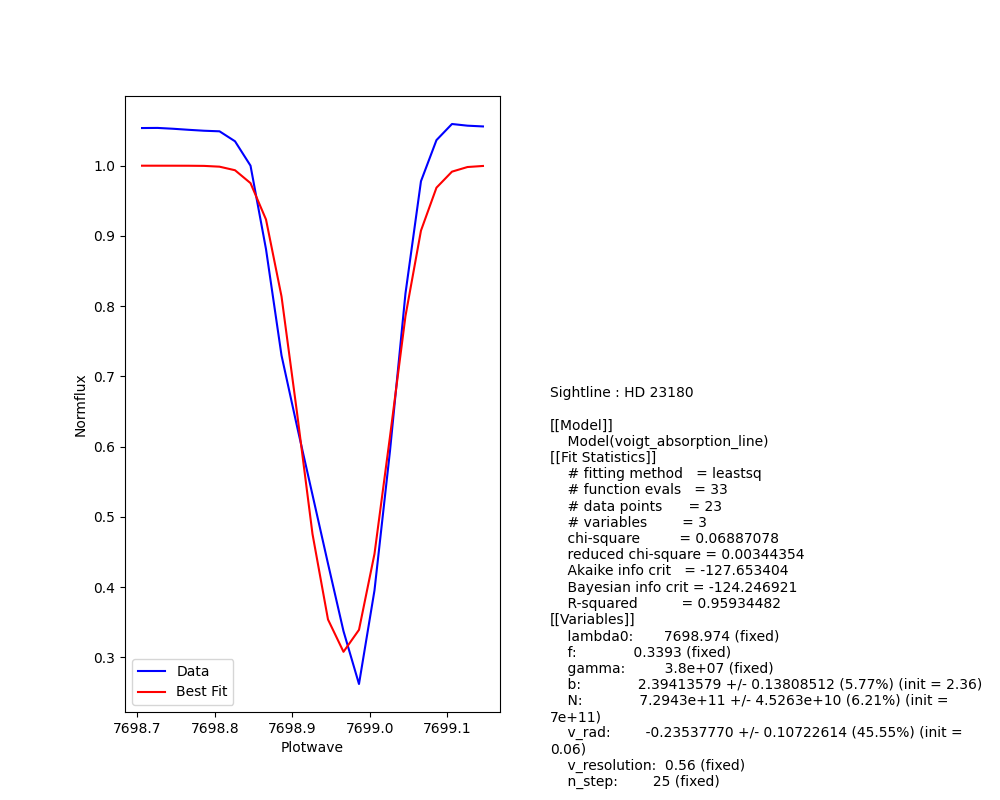 1.0
0.9
0.8
0.7
0.6
0.5
0.4
0.3
Normflux
Data
Best Fit
7698.7 7698.8 7698.9 7699.0 7699.1
Plotwave
Sightline : HD 23180
[[Model]]
Model(voigt_absorption_line)
[[Fit Statistics]]
# fitting method = leastsq
# function evals = 33
# data points = 23
# variables = 3
chi-square = 0.06887078
reduced chi-square = 0.00344354
Akaike info crit = -127.653404
Bayesian info crit = -124.246921
R-squared = 0.95934482
[[Variables]]
lambda0: 7698.974 (fixed)
f: 0.3393 (fixed)
gamma: 3.8e+07 (fixed)
b: 2.39413579 +/- 0.13808512 (5.77%) (init = 2.36)
N: 7.2943e+11 +/- 4.5263e+10 (6.21%) (init =
7e+11)
v_rad: -0.23537770 +/- 0.10722614 (45.55%) (init =
0.06)
v_resolution: 0.56 (fixed)
n_step: 25 (fixed)